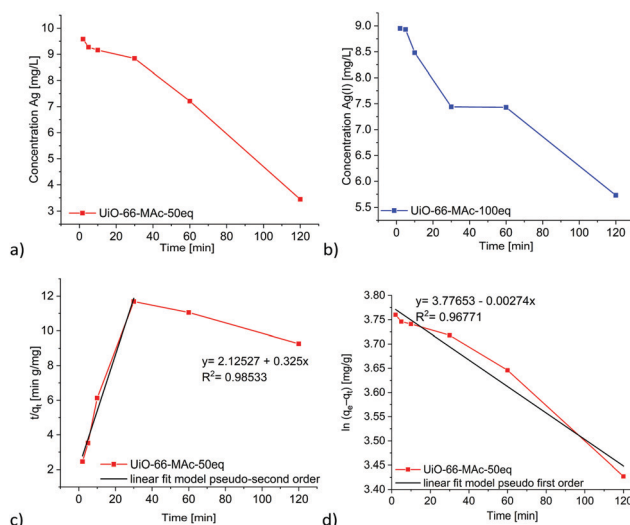 10
9
8
7
6
5
4
3
Concentration Ag [mg/L]
UiO-66-MAc-50eq
0 20 40 60 80 100 120
Time [min]
a)
9.0
8.5
8.0
7.5
7.0
6.5
6.0
5.5
Concentration Ag(I) [mg/L]
UiO-66-MAc-100eq
0 20 40 60 80 100 120
Time [min]
b)
12
10
8
6
4
2
t/qt [min g/mg]
y= 2.12527 + 0.325x
R²= 0.98533
UiO-66-MAc-50eq
linear fit model pseudo-second order
0 20 40 60 80 100 120
Time [min]
c)
3.80
3.75
3.70
3.65
3.60
3.55
3.50
3.45
3.40
ln (qe-qt) [mg/g]
y= 3.77653 - 0.00274x
R²= 0.96771
UiO-66-MAc-50eq
linear fit model pseudo first order
0 20 40 60 80 100 120
Time [min]
d)